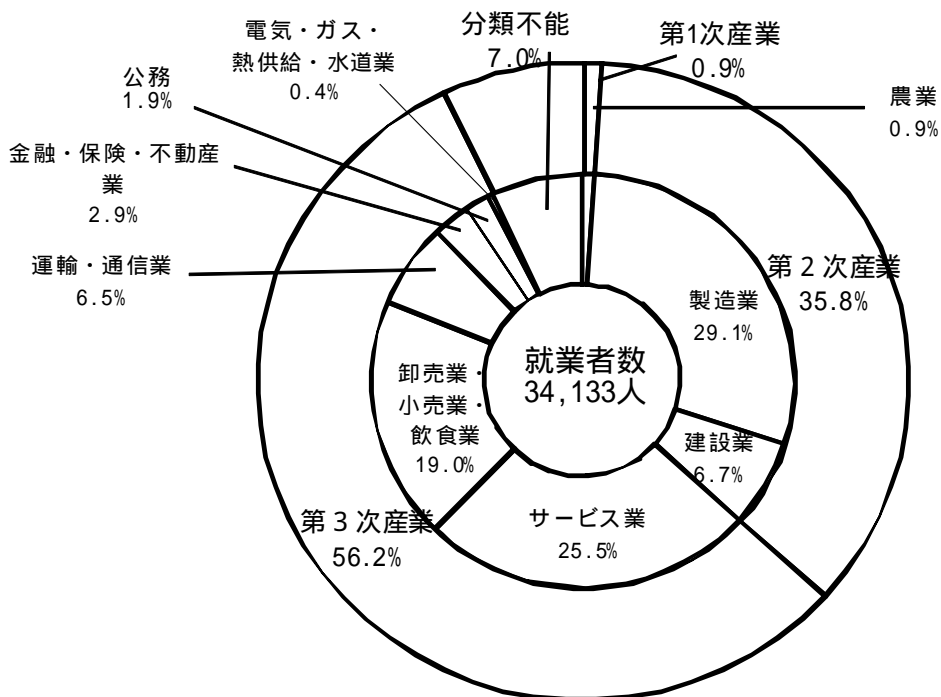 電気・ガス・
熱供給・水道業
0.4%
分類不能
7.0%
第1次産業
0.9%
農業
0.9%
公務
1.9%
金融・保険・不動産
業
2.9%
運輸・通信業
6.5%
第２次産業
35.8%
製造業
29.1%
就業者数
34,133人
卸売業・
小売業・
飲食業
19.0%
建設業
6.7%
サービス業
25.5%
第３次産業
56.2%